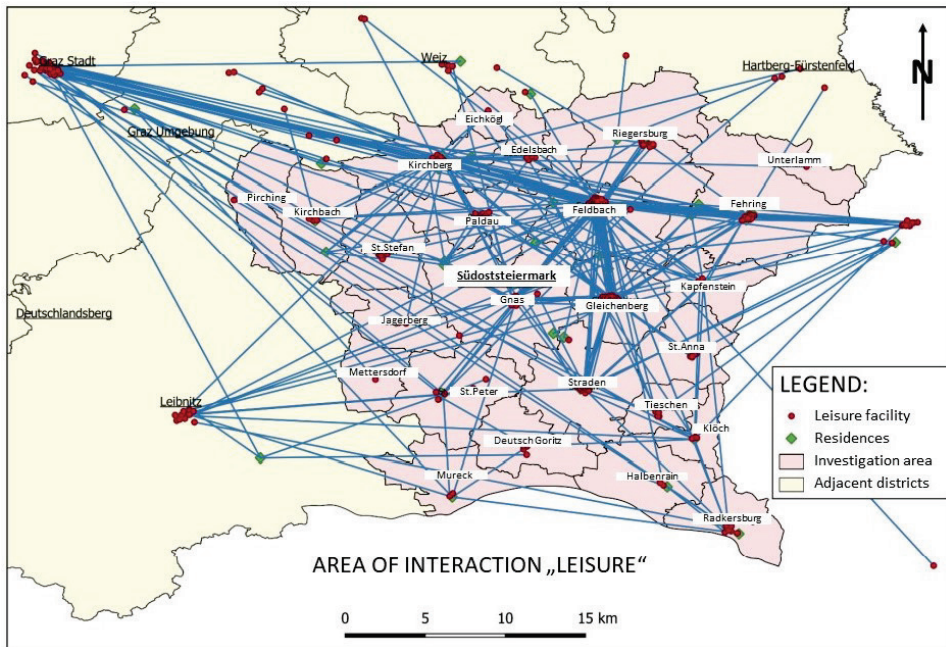 Graz Stadt
Weiz
Hartberg-Fürstenfeld
N
Eichkögl
Graz Umgebung
Riegersburg
Edelsbach
Kirchberg
Unterlamm
Pirching
Kirchbach
Paldau
Feldbach
Fehring
St.Stefan
Südoststeiermark
Kapfenstein
Gnas
Gleichenberg
Deutschlandsberg
Jagerberg
St.Anna
Mettersdorf
Straden
St.Peter
Leibnitz
Tieschen
Klöch
Deutsch Goritz
Mureck
Halbenrain
Radkersburg
LEGEND:
Leisure facility
Residences
Investigation area
Adjacent districts
AREA OF INTERACTION „LEISURE“
0 5 10 15 km